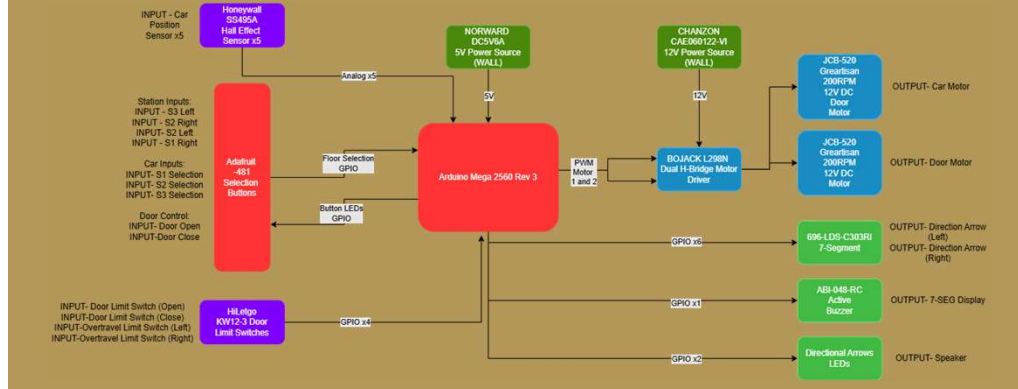 INPUT - Car
Position
Sensor x5
Honeywall
SS495A
Hall Effect
Sensor x5
NORWARD
DC5V6A
5V Power Source
(WALL)
CHANZON
CAE060122-VI
12V Power Source
(WALL)
JCB-520
Greartisan
200RPM
12V DC
Door
Motor
OUTPUT- Car Motor
Analog x5
5V
12V
Station Inputs:
INPUT - S3 Left
INPUT - S2 Right
INPUT- S2 Left
INPUT - S1 Right
Car Inputs:
INPUT- S1 Selection
INPUT- S2 Selection
INPUT- S3 Selection
Door Control:
INPUT- Door Open
INPUT-Door Close
Adafruit
-481
Selection
Buttons
Floor Selection
GPIO
Button LEDs
GPIO
Arduino Mega 2560 Rev 3
PWM
Motor
1 and 2
BOJACK L298N
Dual H-Bridge Motor
Driver
JCB-520
Greartisan
200RPM
12V DC
Motor
OUTPUT- Door Motor
GPIO x6
696-LDS-C303RI
7-Segment
OUTPUT- Direction Arrow
(Left)
OUTPUT- Direction Arrow
(Right)
INPUT- Door Limit Switch (Open)
INPUT-Door Limit Switch (Close)
INPUT-Overtravel Limit Switch (Left)
INPUT-Overtravel Limit Switch (Right)
HiLetgo
KW12-3 Door
Limit Switches
GPIO x4
GPIO x1
ABI-048-RC
Active
Buzzer
OUTPUT- 7-SEG Display
GPIO x2
Directional Arrows
LEDs
OUTPUT- Speaker